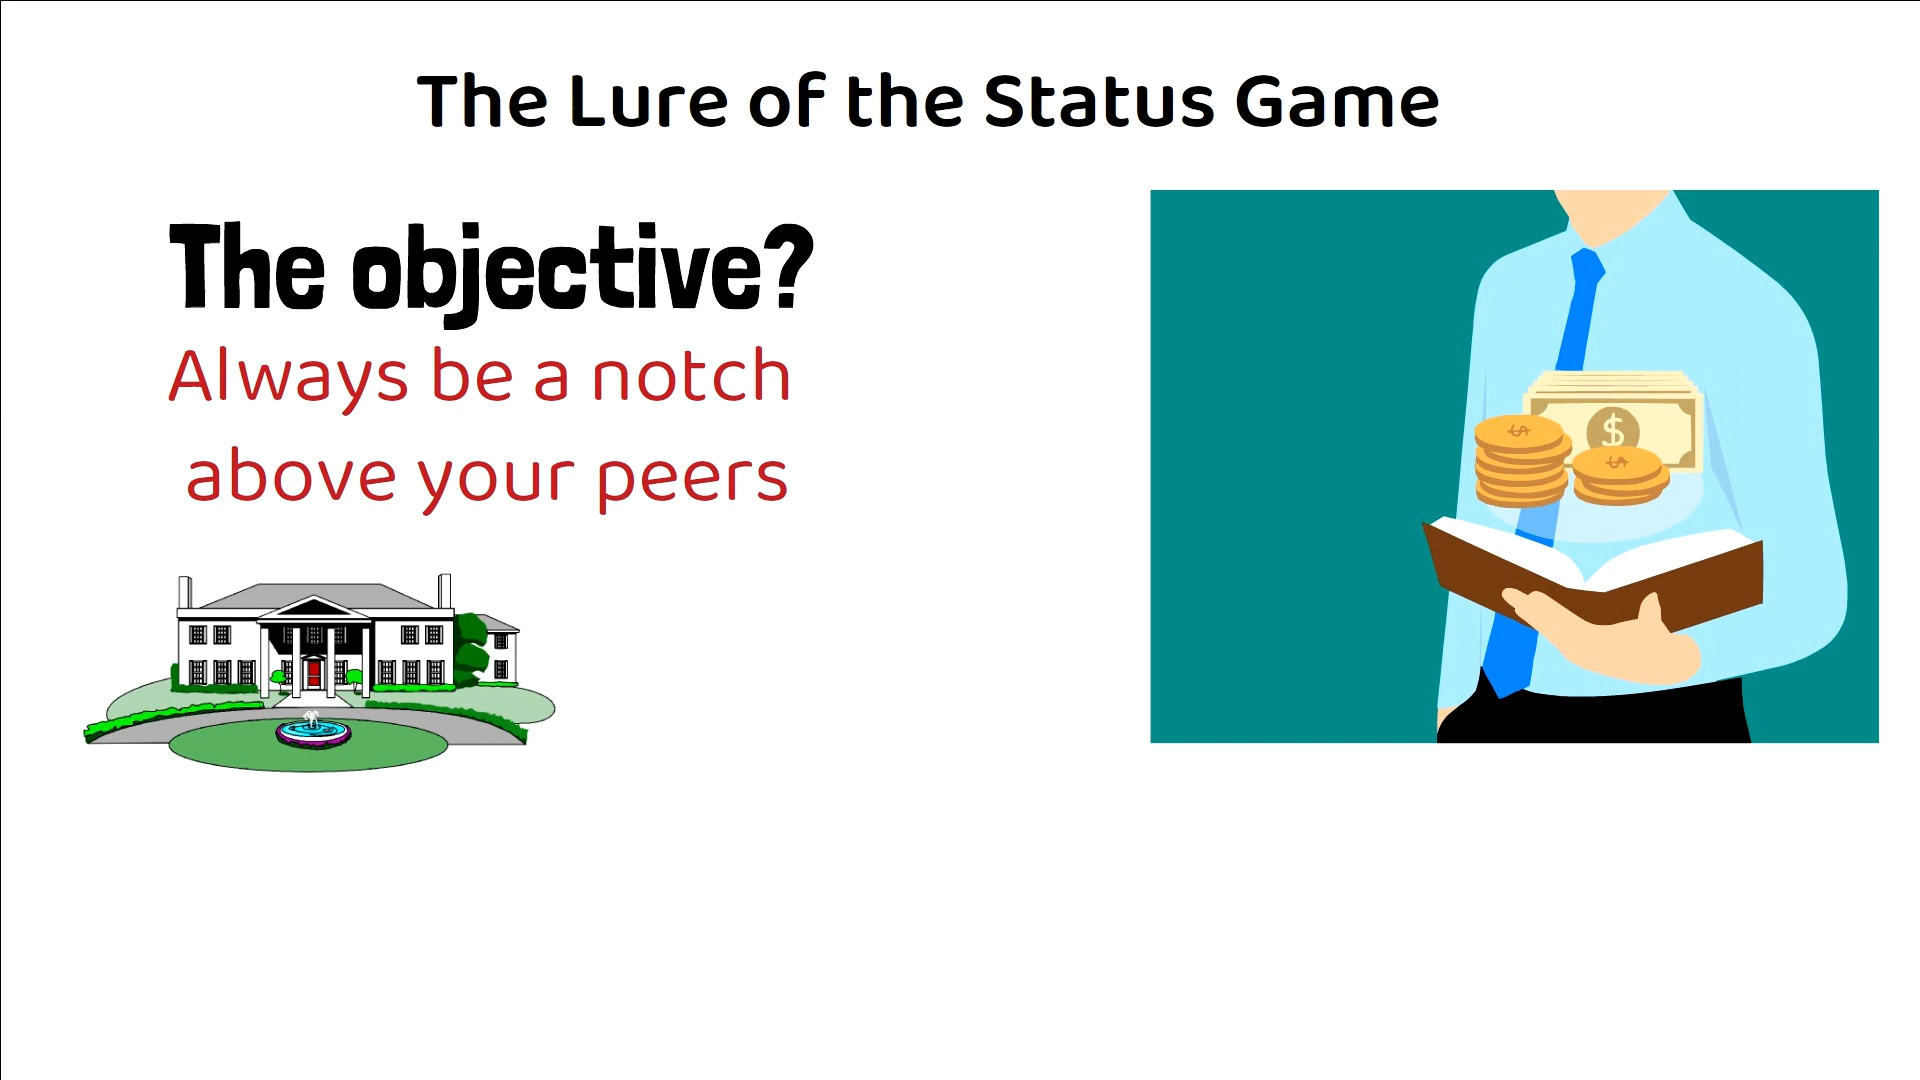 The Lure of the Status Game
The objective?
Always be a notch
above your peers
$
$
$